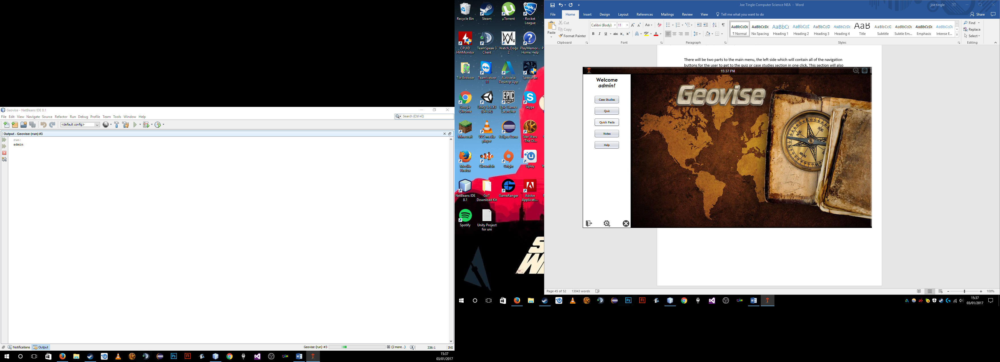 Geovise - NetBeans IDE 8.1
File Edit View Navigate Source Refactor Run Debug Profile Team Tools Window Help
Search (Ctrl+I)
<default config>
Output - Geovise (run) #3
run:
admin
Notifications
Output
Geovise (run) #3
(2 more...)
336:1
INS
15:37
03/01/2017
Recycle Bin
Steam
µTorrent
Rocket
League
CPUID
HWMonitor
TeamSpeak 3
Client
Watch_Dogs
2
PlayMemor...
Home Help
Tor Browser
TeamViewer
11
Autodesk
Desktop App
SpeedFan
Google
Chrome
Unity 5.5.0f3
(64-bit)
Epic Games
Launcher
Skype
Minecraft
VLC media
player
Eclipse Luna
Star Wars
-The Ol...
Mozilla
Firefox
Clownfish
Origin
Uplay
NetBeans IDE
8.1
GoT
Download Kit
GameRanger
Adobe
Applicati...
Spotify
Unity Project
for uni
Joe Tingle Computer Science NEA - Word
joe tingle
File Home Insert Design Layout References Mailings Review View Tell me what you want to do
Share
Paste
Cut
Copy
Format Painter
Clipboard
Calibri (Body) 11
Font
Paragraph
¶ Normal
No Spacing
Heading 1
Heading 2
Heading 3
Heading 4
Title
Subtitle
Subtle Em...
Emphasis
Intense E...
Styles
Find
Replace
Select
Editing
There will be two parts to the main menu, the left side which will contain all of the navigation
buttons for the user to get to the quiz or case studies section in one click. This section will also
15:37 PM
Welcome
admin!
Case Studies
Quiz
Quick Facts
Notes
Help
Geovise
Page 45 of 52
13043 words
100%
15:37
03/01/2017